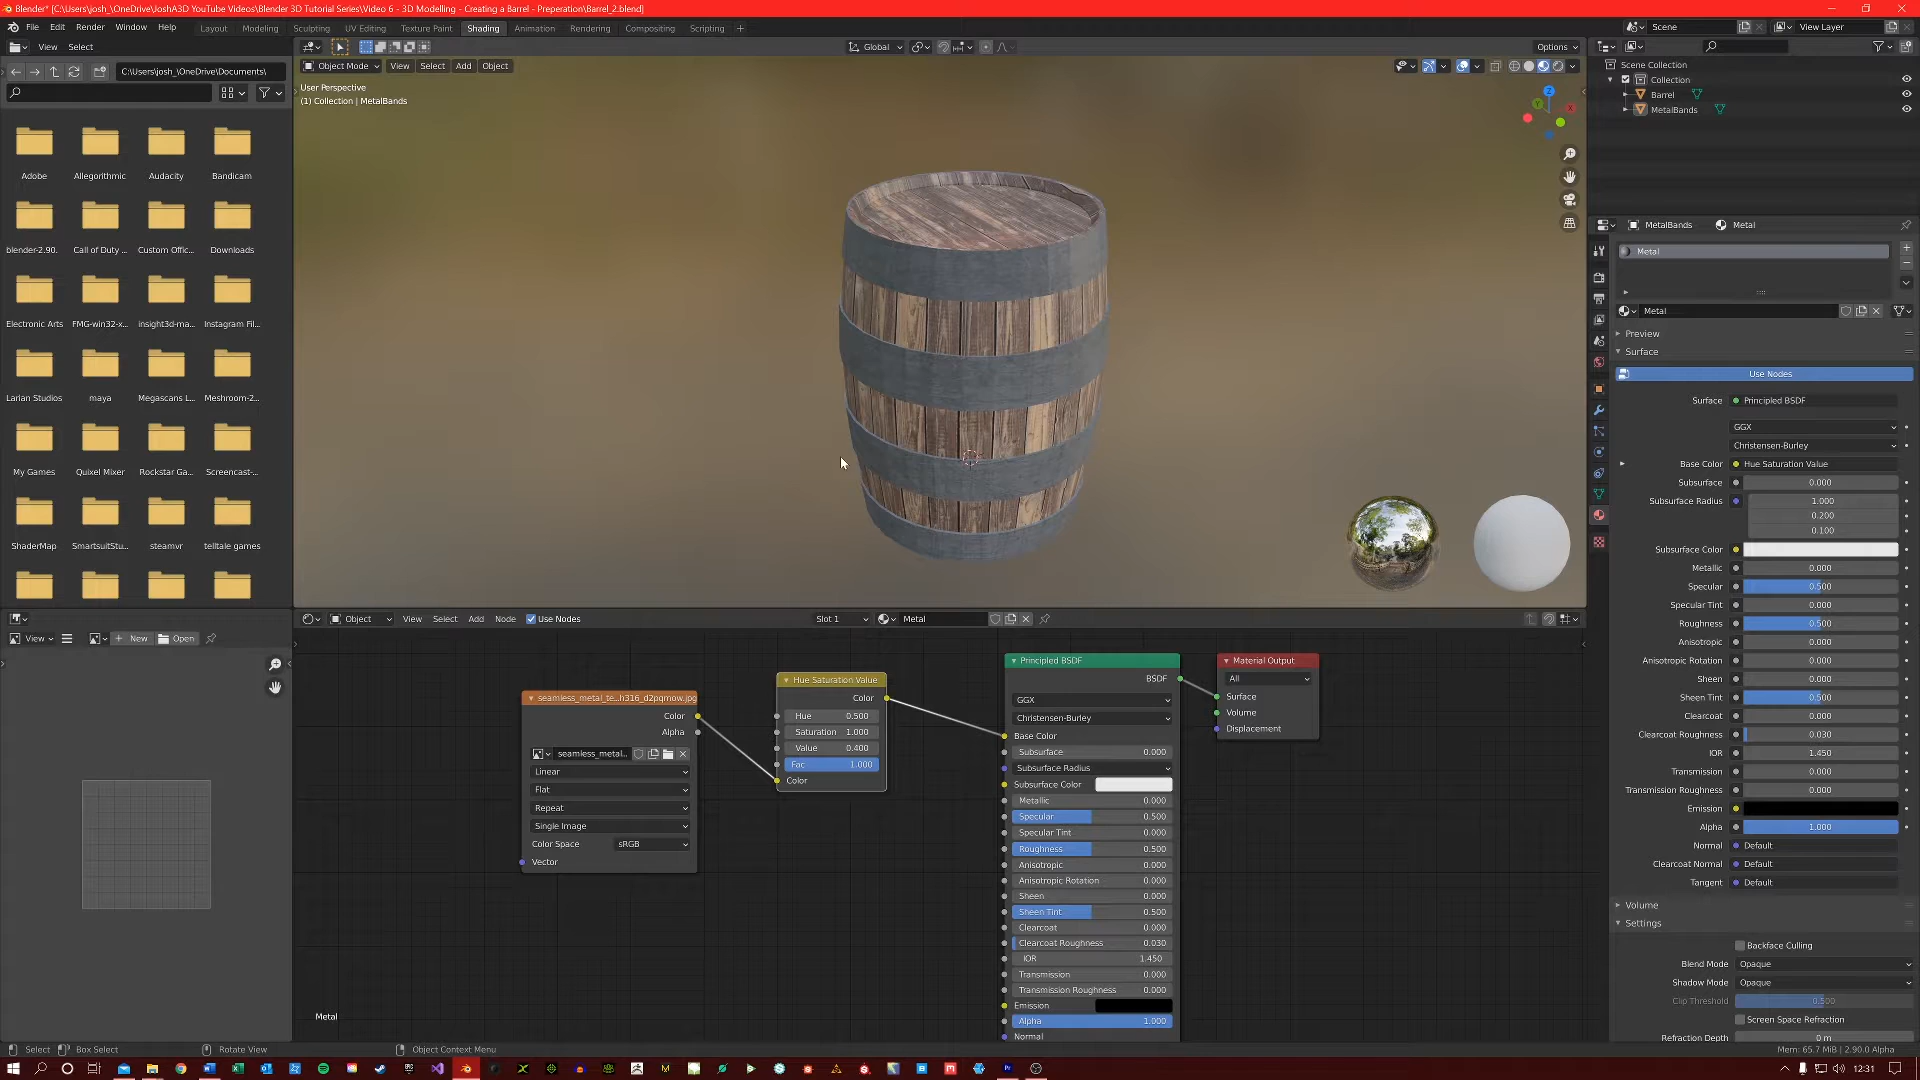 Blender* [C:\Users\josh_\OneDrive\JoshA3D YouTube Videos\Blender 3D Tutorial Series\Video 6 - 3D Modelling - Creating a Barrel - Preperation\Barrel_2.blend]
File Edit Render Window Help Layout Modeling Sculpting UV Editing Texture Paint Shading Animation Rendering Compositing Scripting + Scene View Layer
View Select Global Options
C:\Users\josh_\OneDrive\Documents\ Object Mode View Select Add Object
User Perspective
(1) Collection | MetalBands
Scene Collection
Collection
Barrel
MetalBands
Adobe Allegorithmic Audacity Bandicam
blender-2.90. Call of Duty ... Custom Offic... Downloads
Electronic Arts FMG-win32-x... insight3d-ma... Instagram Fil...
Larian Studios maya Megascans L... Meshroom-2...
My Games Quixel Mixer Rockstar Ga... Screencast-...
ShaderMap SmartsuitStu... steamvr telltale games
MetalBands Metal
Metal
Metal
Preview
Surface
Use Nodes
Surface Principled BSDF
GGX
Christensen-Burley
Base Color Hue Saturation Value
Subsurface 0.000
Subsurface Radius 1.000
0.200
0.100
Subsurface Color
Metallic 0.000
Specular 0.500
Specular Tint 0.000
Roughness 0.500
Anisotropic 0.000
Anisotropic Rotation 0.000
Sheen 0.000
Sheen Tint 0.500
Clearcoat 0.000
Clearcoat Roughness 0.030
IOR 1.450
Transmission 0.000
Transmission Roughness 0.000
Emission
Alpha 1.000
Normal Default
Clearcoat Normal Default
Tangent Default
Volume
Settings
Backface Culling
Blend Mode Opaque
Shadow Mode Opaque
Clip Threshold 0.500
Screen Space Refraction
Refraction Depth 0 m
View New Open
Object View Select Add Node Use Nodes Slot 1 Metal
seamless_metal_te...h316_d2pqmow.jpg
Color
Alpha
seamless_metal...
Linear
Flat
Repeat
Single Image
Color Space sRGB
Vector
Hue Saturation Value
Color
Hue 0.500
Saturation 1.000
Value 0.400
Fac 1.000
Color
Principled BSDF
BSDF
GGX
Christensen-Burley
Base Color
Subsurface 0.000
Subsurface Radius
Subsurface Color
Metallic 0.000
Specular 0.500
Specular Tint 0.000
Roughness 0.500
Anisotropic 0.000
Anisotropic Rotation 0.000
Sheen 0.000
Sheen Tint 0.500
Clearcoat 0.000
Clearcoat Roughness 0.030
IOR 1.450
Transmission 0.000
Transmission Roughness 0.000
Emission
Alpha 1.000
Normal
Material Output
All
Surface
Volume
Displacement
Metal
Select Box Select Rotate View Object Context Menu Mem: 65.7 MiB | 2.90.0 Alpha
12:31